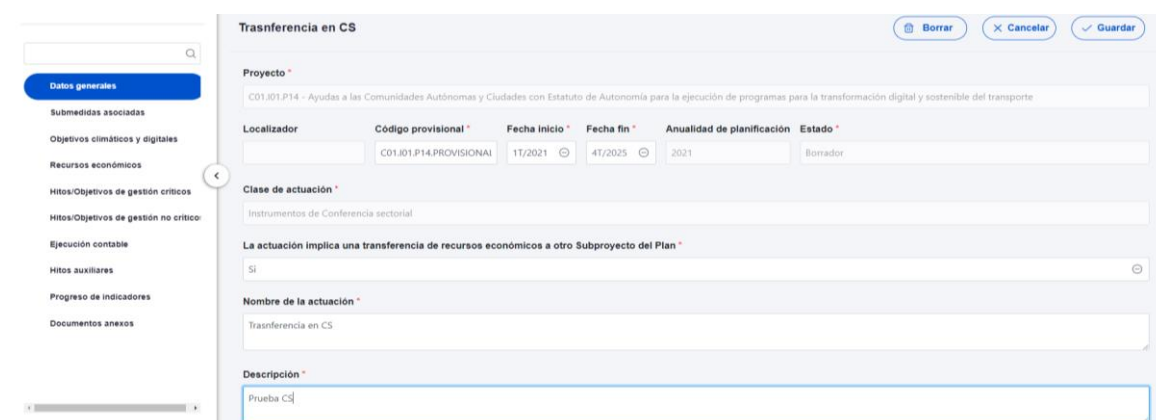 Trasnferencia en CS
Borrar
Cancelar
Guardar
Datos generales
Submedidas asociadas
Objetivos climáticos y digitales
Recursos económicos
Hitos/Objetivos de gestión críticos
Hitos/Objetivos de gestión no crítico
Ejecución contable
Hitos auxiliares
Progreso de indicadores
Documentos anexos
Proyecto *
C01.I01.P14 - Ayudas a las Comunidades Autónomas y Ciudades con Estatuto de Autonomía para la ejecución de programas para la transformación digital y sostenible del transporte
Localizador Código provisional * Fecha inicio * Fecha fin * Anualidad de planificación Estado *
C01.I01.P14.PROVISIONAL 1T/2021 4T/2025 2021 Borrador
Clase de actuación *
Instrumentos de Conferencia sectorial
La actuación implica una transferencia de recursos económicos a otro Subproyecto del Plan *
Si
Nombre de la actuación *
Trasnferencia en CS
Descripción *
Prueba CS